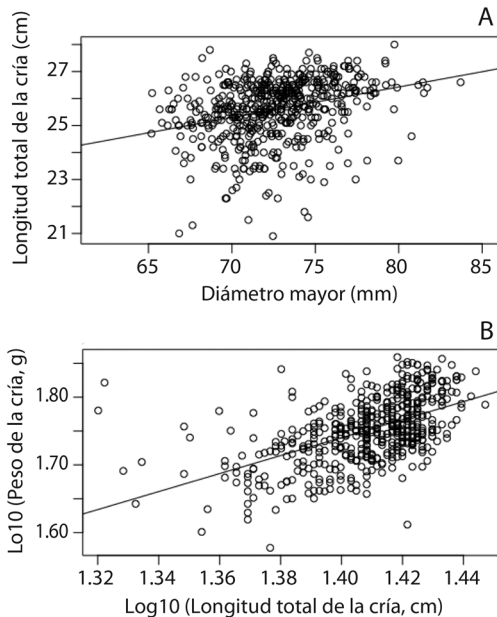 A
Longitud total de la cría (cm)
27
25
23
21
65 70 75 80 85
Diámetro mayor (mm)
B
Lo10 (Peso de la cría, g)
1.80
1.70
1.60
1.32 1.34 1.36 1.38 1.40 1.42 1.44
Log10 (Longitud total de la cría, cm)